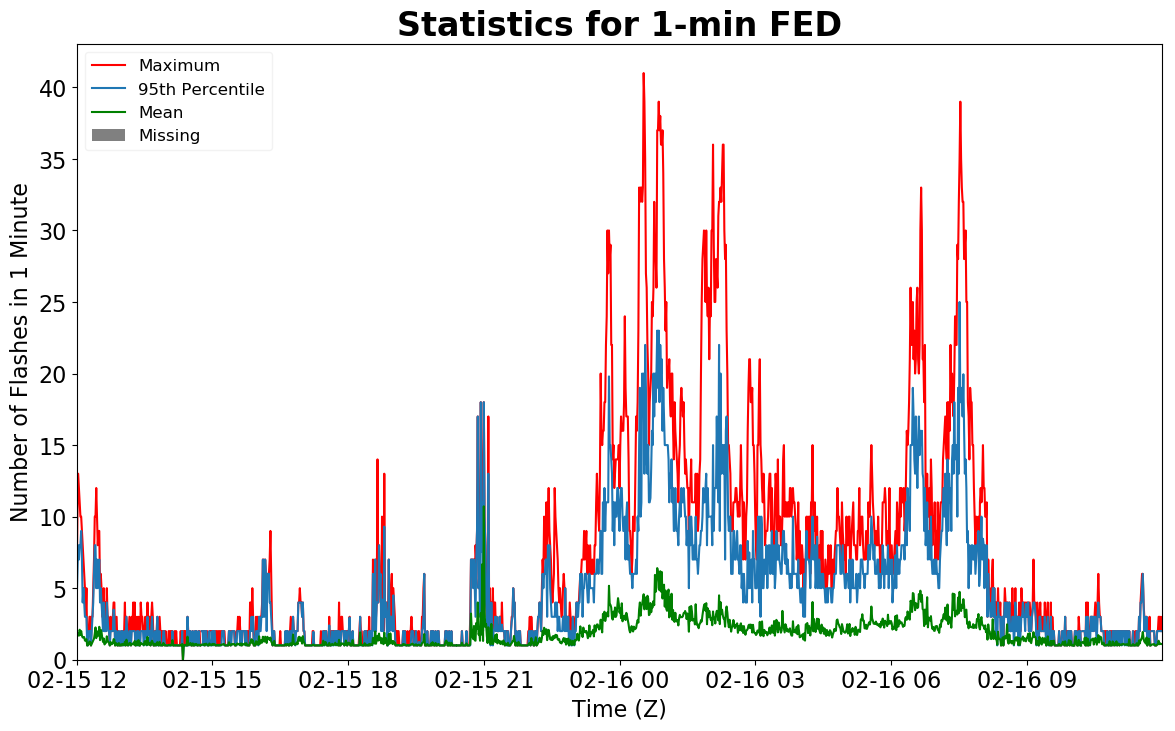 Statistics for 1-min FED
Maximum
95th Percentile
Mean
Missing
Number of Flashes in 1 Minute
40
35
30
25
20
15
10
5
0
02-15 12 02-15 15 02-15 18 02-15 21 02-16 00 02-16 03 02-16 06 02-16 09
Time (Z)